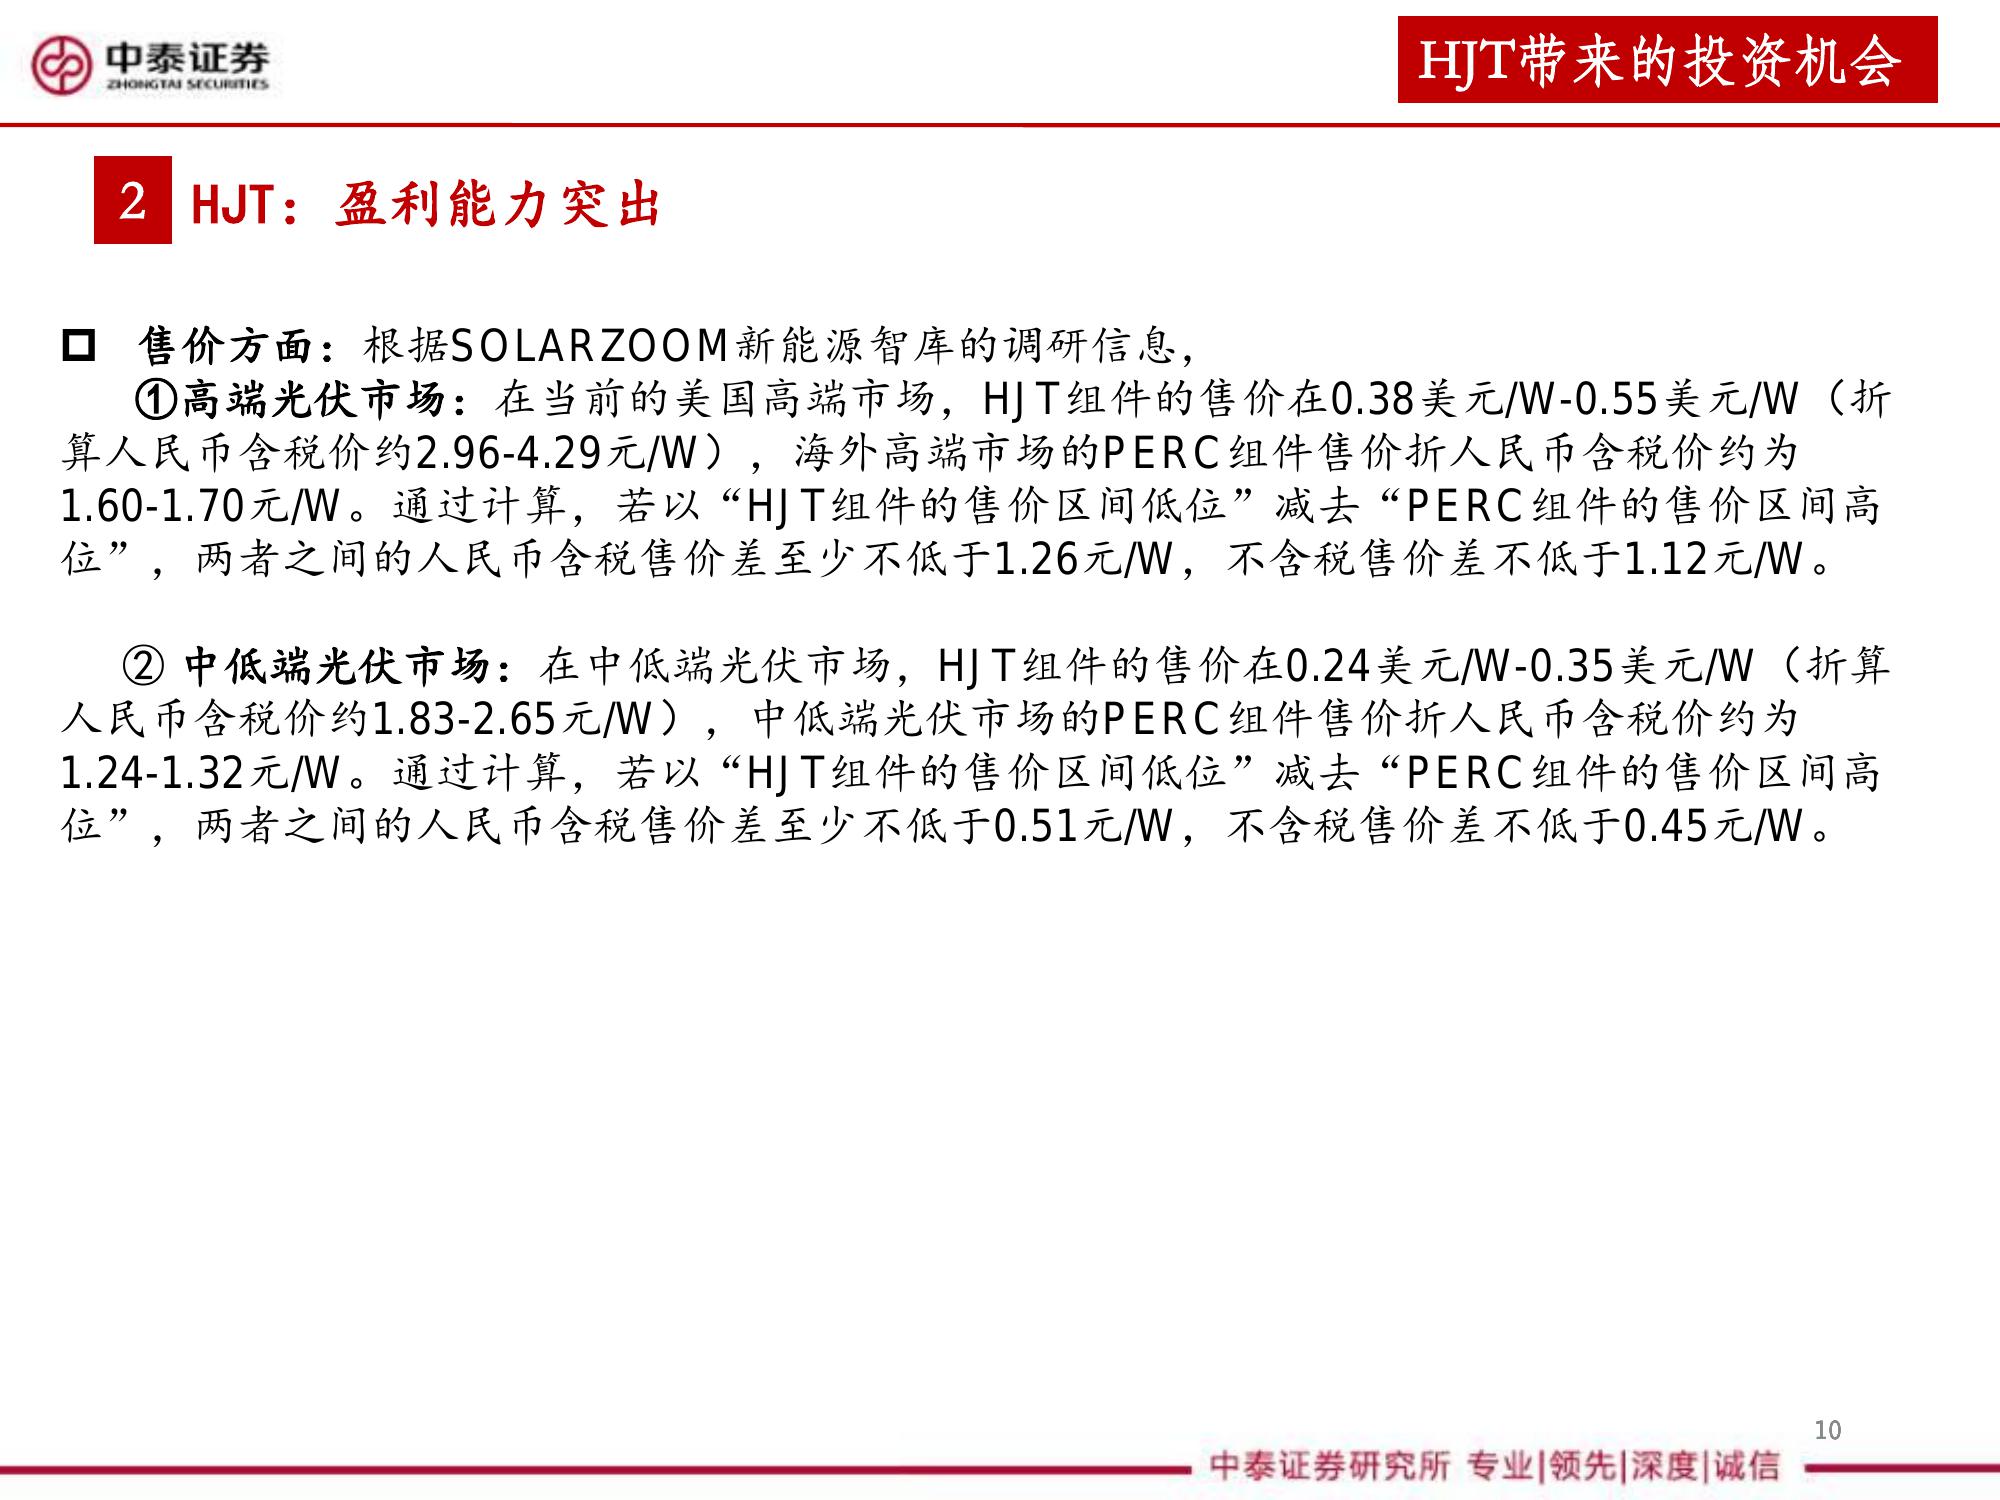 中泰证券
ZHONGTAI SECURITIES
HJT带来的投资机会
2 HJT：盈利能力突出
售价方面：根据SOLARZOOM新能源智库的调研信息，
①高端光伏市场：在当前的美国高端市场，HJT组件的售价在0.38美元/W-0.55美元/W（折
算人民币含税价约2.96-4.29元/W），海外高端市场的PERC组件售价折人民币含税价约为
1.60-1.70元/W。通过计算，若以“HJT组件的售价区间低位”减去“PERC组件的售价区间高
位”，两者之间的人民币含税售价差至少不低于1.26元/W，不含税售价差不低于1.12元/W。
② 中低端光伏市场：在中低端光伏市场，HJT组件的售价在0.24美元/W-0.35美元/W（折算
人民币含税价约1.83-2.65元/W），中低端光伏市场的PERC组件售价折人民币含税价约为
1.24-1.32元/W。通过计算，若以“HJT组件的售价区间低位”减去“PERC组件的售价区间高
位”，两者之间的人民币含税售价差至少不低于0.51元/W，不含税售价差不低于0.45元/W。
10
中泰证券研究所 专业|领先|深度|诚信